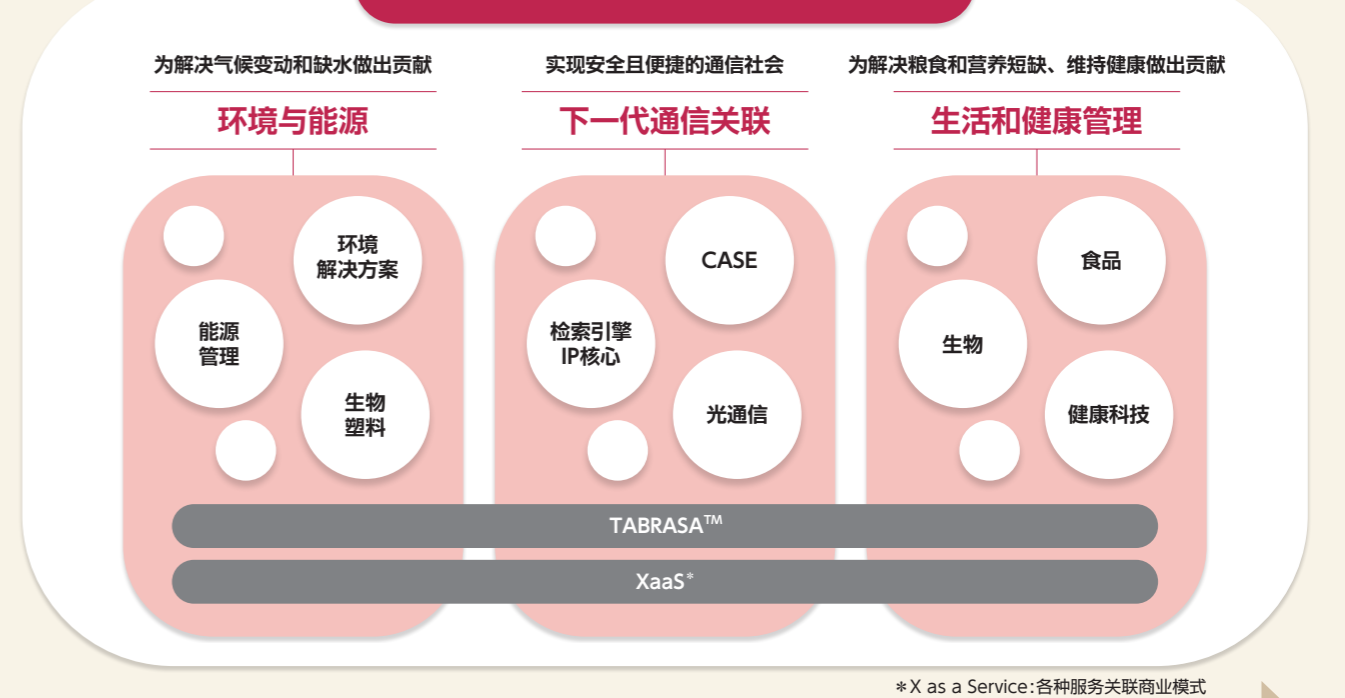 为解决气候变动和缺水做出贡献
环境与能源
环境
解决方案
能源
管理
生物
塑料
实现安全且便捷的通信社会
下一代通信关联
CASE
检索引擎
IP核心
光通信
为解决粮食和营养短缺、维持健康做出贡献
生活和健康管理
食品
生物
健康科技
TABRASA™
XaaS*
*X as a Service:各种服务关联商业模式